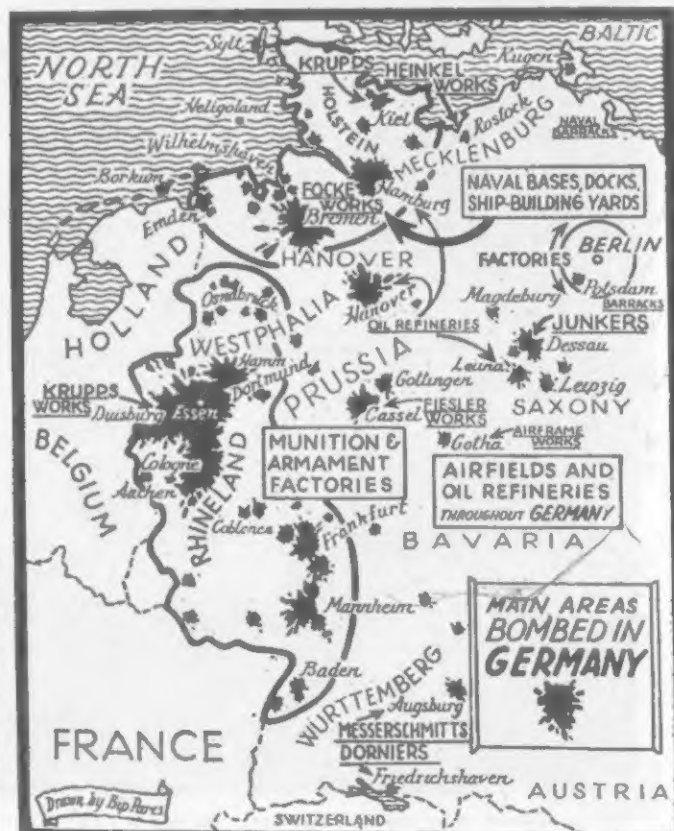 BALTIC
Sylt
Rugen
NORTH
SEA
KRUPPS
HEINKEL
WORKS
Heligoland
HOLSTEIN
Kiel
Rostock
NAVAL
BARRACKS
MECKLENBURG
Wilhelmshaven
Borkum
Emden
FOCKE
WORKS
Bremen
Hamburg
NAVAL BASES, DOCKS,
SHIP-BUILDING YARDS
HOLLAND
HANOVER
FACTORIES
BERLIN
Potsdam
BARRACKS
Osnabruck
WESTPHALIA
Hanover
OIL REFINERIES
Magdeburg
JUNKERS
Dessau
Hamm
Dortmund
PRUSSIA
Gottingen
Leuna
Leipzig
KRUPPS
WORKS
Duisburg
Essen
Cassel
FIESLER
WORKS
SAXONY
BELGIUM
Cologne
Aachen
RHINELAND
MUNITION &
ARMAMENT
FACTORIES
Gotha
AIRFRAME
WORKS
AIRFIELDS AND
OIL REFINERIES
THROUGHOUT GERMANY
Coblence
Frankfurt
BAVARIA
Mannheim
MAIN AREAS
BOMBED IN
GERMANY
Baden
WURTTEMBERG
Augsburg
MESSERSCHMITTS
DORNIERS
FRANCE
Friedrichshaven
AUSTRIA
Drawn by Bip Pares
SWITZERLAND